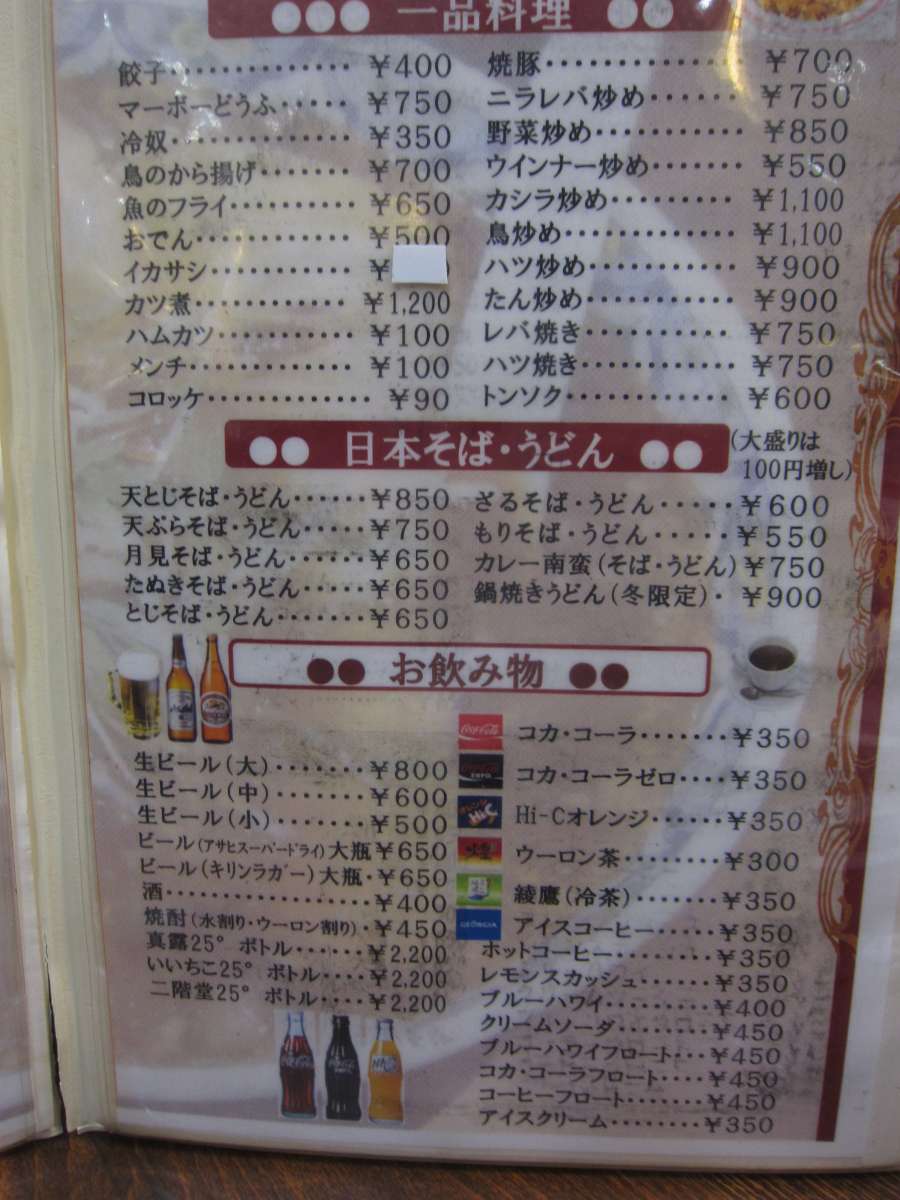 ●●● 一品料理 ●●
餃子・・・・・・・・・・・・・ ¥400
マーボーどうふ・・・・・ ¥750
冷奴・・・・・・・・・・・・・ ¥350
鳥のから揚げ・・・・・・・ ¥700
魚のフライ・・・・・・・・・・ ¥650
おでん・・・・・・・・・・・・ ¥500
イカサシ・・・・・・・・・・・ ¥
カツ煮・・・・・・・・・・・・ ¥1,200
ハムカツ・・・・・・・・・・・ ¥100
メンチ・・・・・・・・・・・・・ ¥100
コロッケ・・・・・・・・・・・・・ ¥90
焼豚・・・・・・・・・・・・・・ ¥700
ニラレバ炒め・・・・・・ ¥750
野菜炒め・・・・・・・・・・・ ¥850
ウインナー炒め・・・・・・・ ¥550
カシラ炒め・・・・・・・・・ ¥1,100
鳥炒め・・・・・・・・・・・・ ¥1,100
ハツ炒め・・・・・・・・・・・ ¥900
たん炒め・・・・・・・・・・・ ¥900
レバ焼き・・・・・・・・・・・ ¥750
ハツ焼き・・・・・・・・・・・ ¥750
トンソク・・・・・・・・・・・・ ¥600
●● 日本そば・うどん ●●
(大盛りは
100円増し)
天とじそば・うどん・・・・・・¥850
天ぷらそば・うどん・・・・・¥750
月見そば・うどん・・・・・・¥650
たぬきそば・うどん・・・・・¥650
とじそば・うどん・・・・・・・¥650
ざるそば・うどん・・・・・¥600
もりそば・うどん・・・・・¥550
カレー南蛮(そば・うどん)¥750
鍋焼きうどん(冬限定)・ ¥900
●● お飲み物 ●●
生ビール(大)・・・・・・・¥800
生ビール(中)・・・・・・・¥600
生ビール(小)・・・・・・・¥500
ビール(アサヒスーパードライ)大瓶¥650
ビール(キリンラガー)大瓶・¥650
酒・・・・・・・・・・・・・・・¥400
焼酎(水割り・ウーロン割り)・¥450
真露25° ボトル・・・・・・¥2,200
いいちこ25° ボトル・・・・¥2,200
二階堂25° ボトル・・・・¥2,200
Coca-Cola コカ・コーラ・・・・・・・¥350
Coca-Cola ZERO コカ・コーラゼロ・・・・¥350
Hi-C Hi-Cオレンジ・・・・・・¥350
煌 ウーロン茶・・・・・・・・¥300
綾鷹(冷茶)・・・・・・¥350
GEORGIA アイスコーヒー・・・・・¥350
ホットコーヒー・・・・・・・・¥350
レモンスカッシュ・・・・・・¥350
ブルーハワイ・・・・・・・・¥400
クリームソーダ・・・・・・・・¥450
ブルーハワイフロート・・・¥450
コカ・コーラフロート・・・・・¥450
コーヒーフロート・・・・・・・¥450
アイスクリーム・・・・・・・・¥350